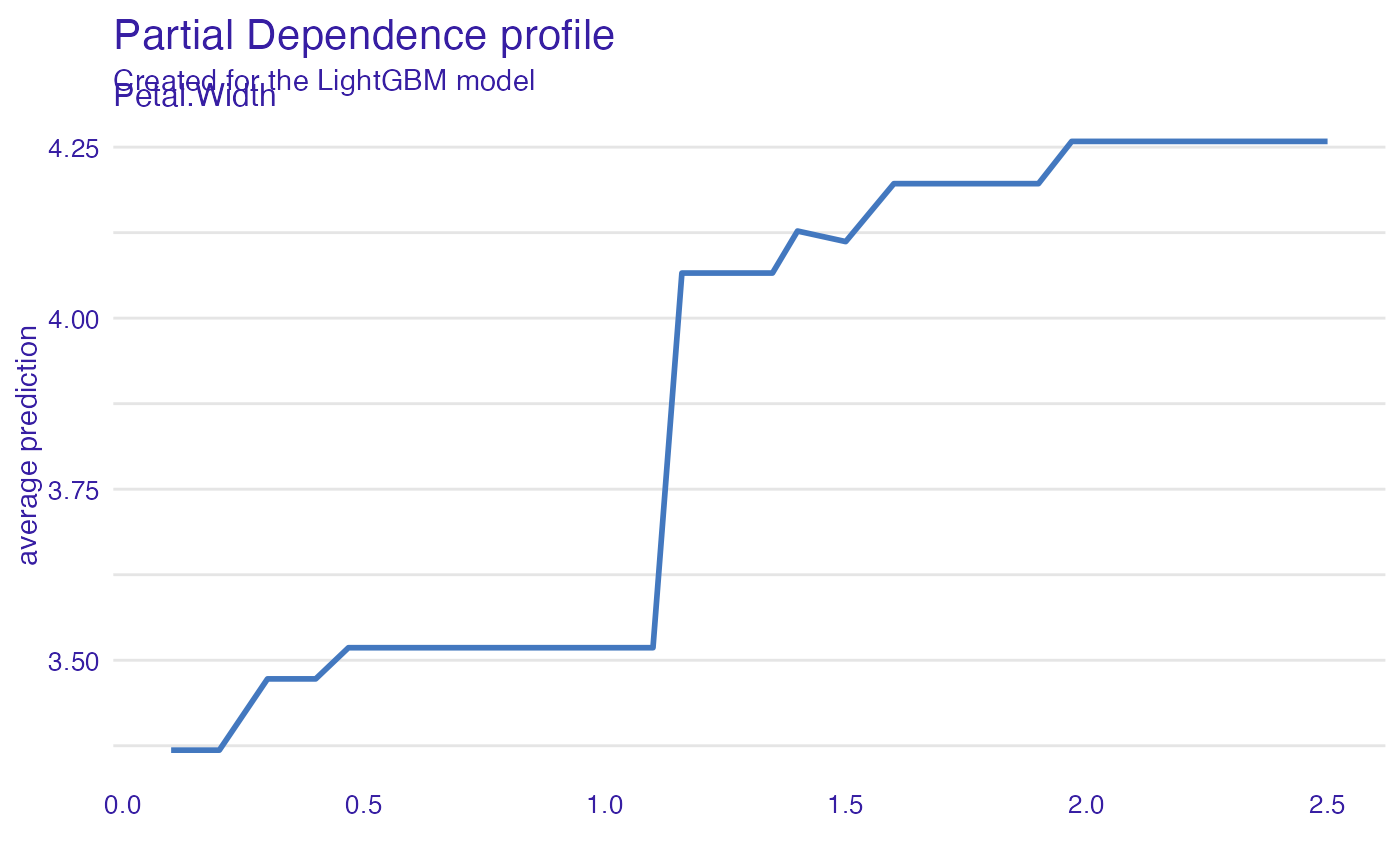 Partial Dependence profile
Created for the LightGBM model
Petal.Width
4.25
4.00
3.75
3.50
average prediction
0.0 0.5 1.0 1.5 2.0 2.5